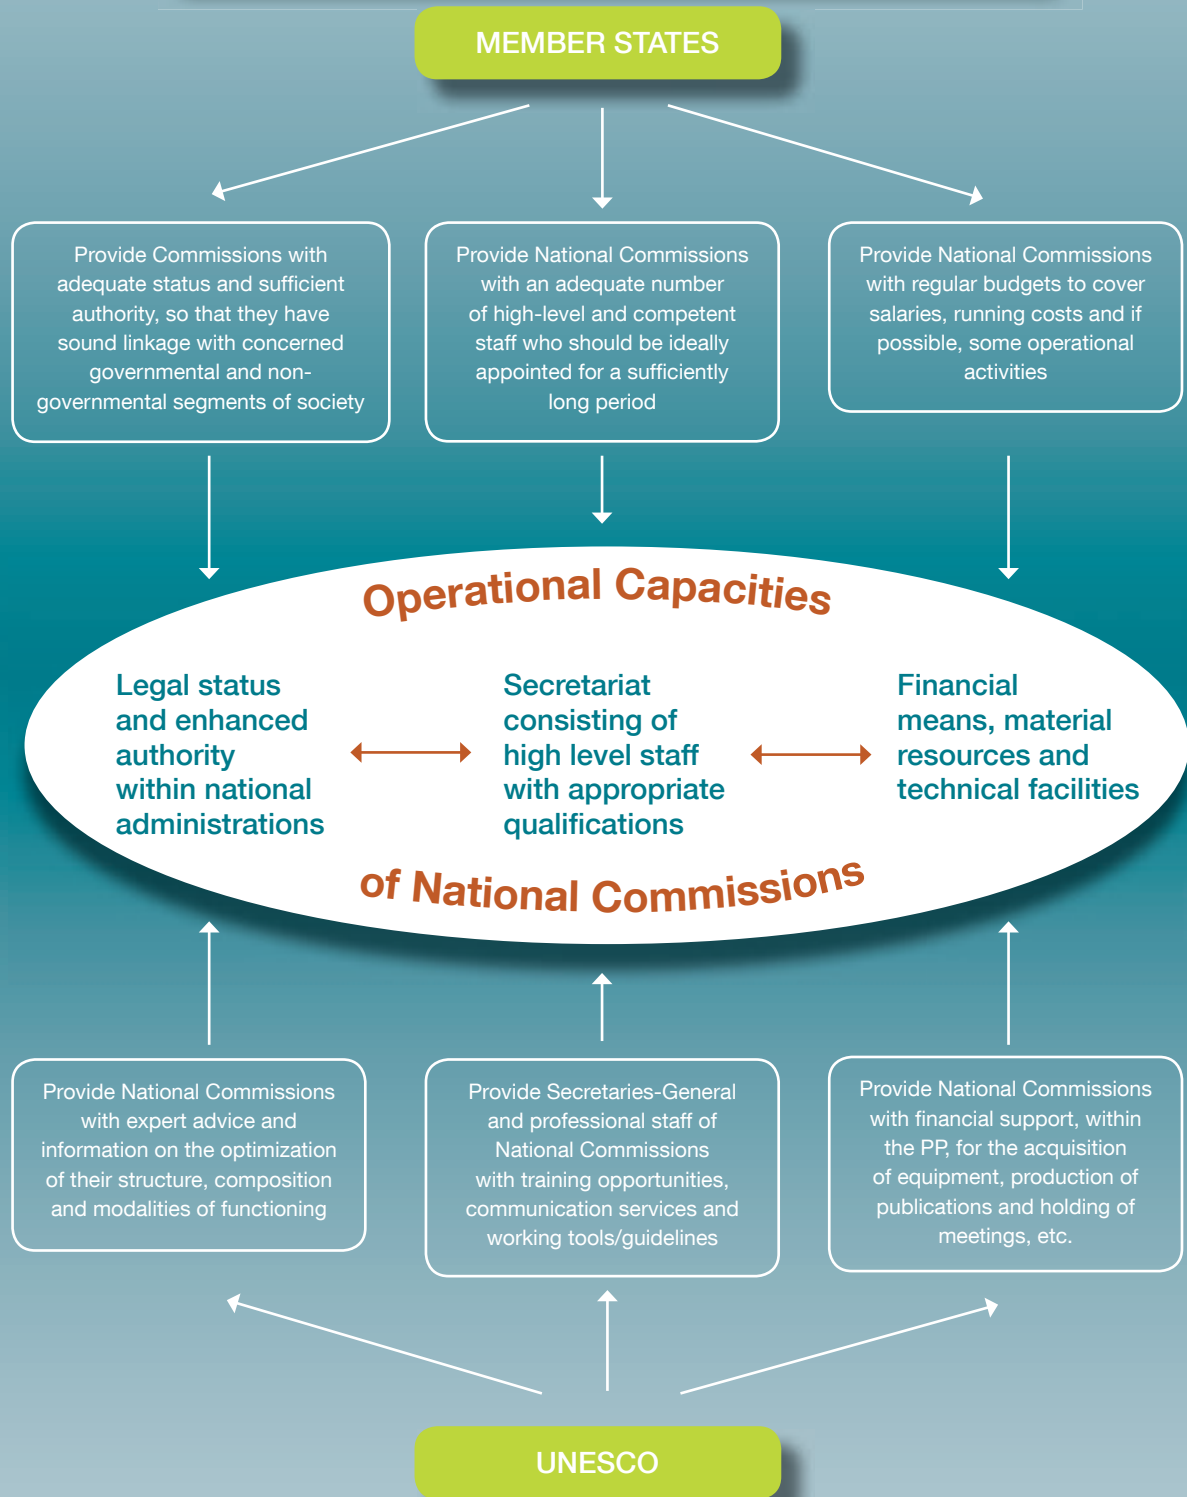 MEMBER STATES
Provide Commissions with
adequate status and sufficient
authority, so that they have
sound linkage with concerned
governmental and non-
governmental segments of society
Provide National Commissions
with an adequate number
of high-level and competent
staff who should be ideally
appointed for a sufficiently
long period
Provide National Commissions
with regular budgets to cover
salaries, running costs and if
possible, some operational
activities
Operational Capacities
Legal status
and enhanced
authority
within national
administrations
Secretariat
consisting of
high level staff
with appropriate
qualifications
Financial
means, material
resources and
technical facilities
of National Commissions
Provide National Commissions
with expert advice and
information on the optimization
of their structure, composition
and modalities of functioning
Provide Secretaries-General
and professional staff of
National Commissions
with training opportunities,
communication services and
working tools/guidelines
Provide National Commissions
with financial support, within
the PP, for the acquisition
of equipment, production of
publications and holding of
meetings, etc.
UNESCO